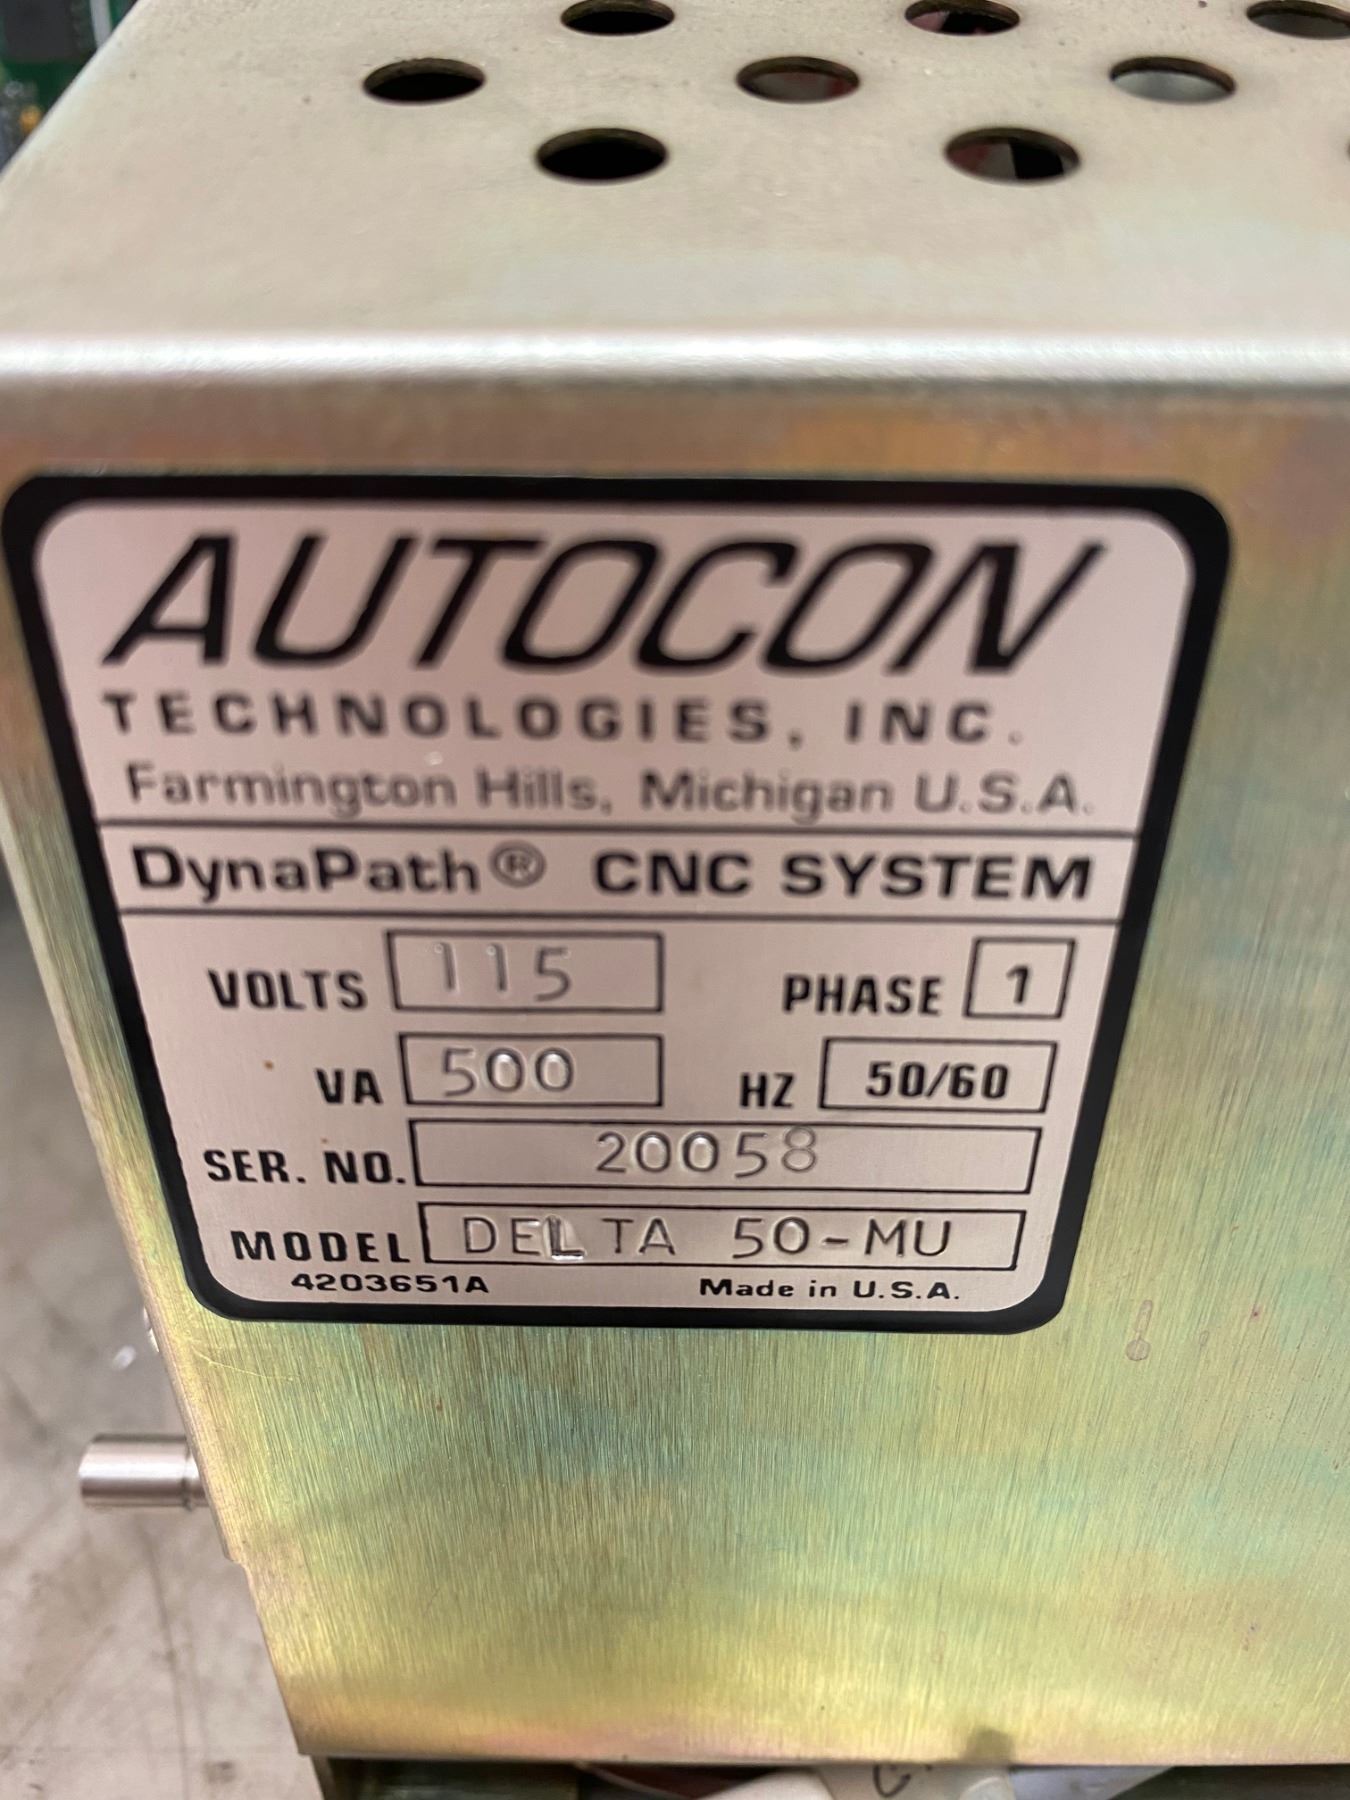 AUTOCON
TECHNOLOGIES, INC.
Farmington Hills, Michigan U.S.A.
DynaPath® CNC SYSTEM
VOLTS 115 PHASE 1
VA 500 HZ 50/60
SER. NO. 20058
MODEL DELTA 50-MU
4203651A Made in U.S.A.